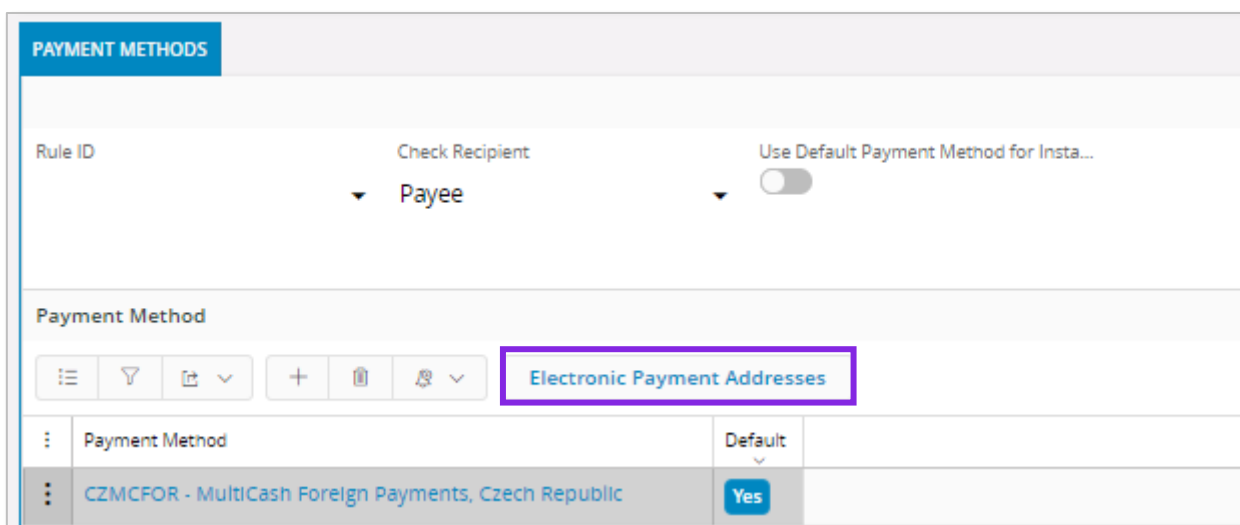 PAYMENT METHODS
Rule ID Check Recipient Use Default Payment Method for Insta...
Payee
Payment Method
Electronic Payment Addresses
Payment Method Default
CZMCFOR - MultiCash Foreign Payments, Czech Republic Yes